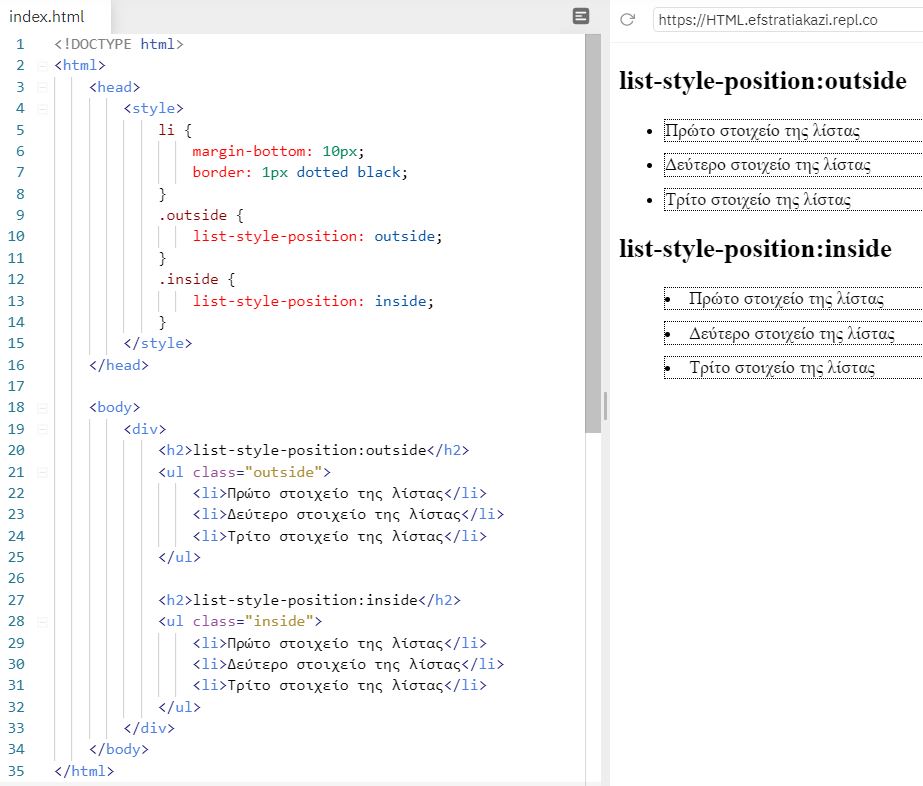 index.html
1 <!DOCTYPE html>
2 <html>
3 <head>
4 <style>
5 li {
6 margin-bottom: 10px;
7 border: 1px dotted black;
8 }
9 .outside {
10 list-style-position: outside;
11 }
12 .inside {
13 list-style-position: inside;
14 }
15 </style>
16 </head>
17
18 <body>
19 <div>
20 <h2>list-style-position:outside</h2>
21 <ul class="outside">
22 <li>Πρώτο στοιχείο της λίστας</li>
23 <li>Δεύτερο στοιχείο της λίστας</li>
24 <li>Τρίτο στοιχείο της λίστας</li>
25 </ul>
26
27 <h2>list-style-position:inside</h2>
28 <ul class="inside">
29 <li>Πρώτο στοιχείο της λίστας</li>
30 <li>Δεύτερο στοιχείο της λίστας</li>
31 <li>Τρίτο στοιχείο της λίστας</li>
32 </ul>
33 </div>
34 </body>
35 </html>
https://HTML.efstratiakazi.repl.co
list-style-position:outside
• Πρώτο στοιχείο της λίστας
• Δεύτερο στοιχείο της λίστας
• Τρίτο στοιχείο της λίστας
list-style-position:inside
• Πρώτο στοιχείο της λίστας
• Δεύτερο στοιχείο της λίστας
• Τρίτο στοιχείο της λίστας